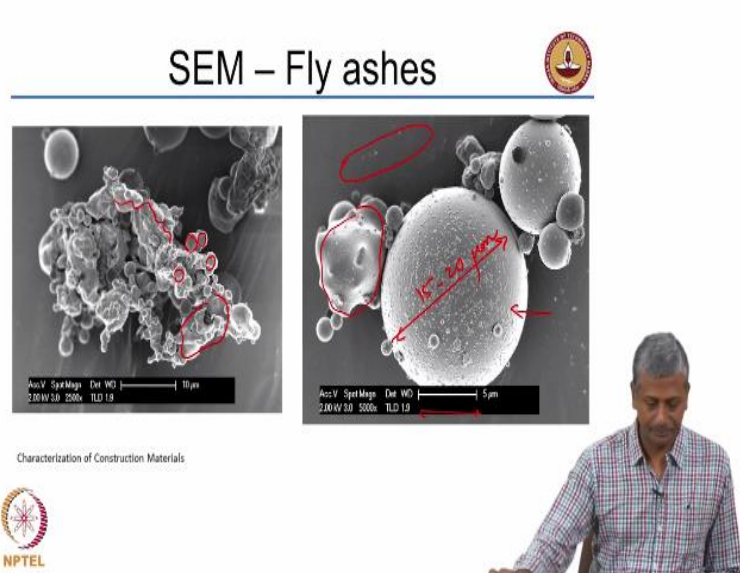 SEM – Fly ashes
15-20 μm
Acc.V Spot Magn Det WD 10 μm
2.00 kV 3.0 2500x TLD 1.9
Acc.V Spot Magn Det WD 5 μm
2.00 kV 3.0 5000x TLD 1.9
Characterization of Construction Materials
NPTEL